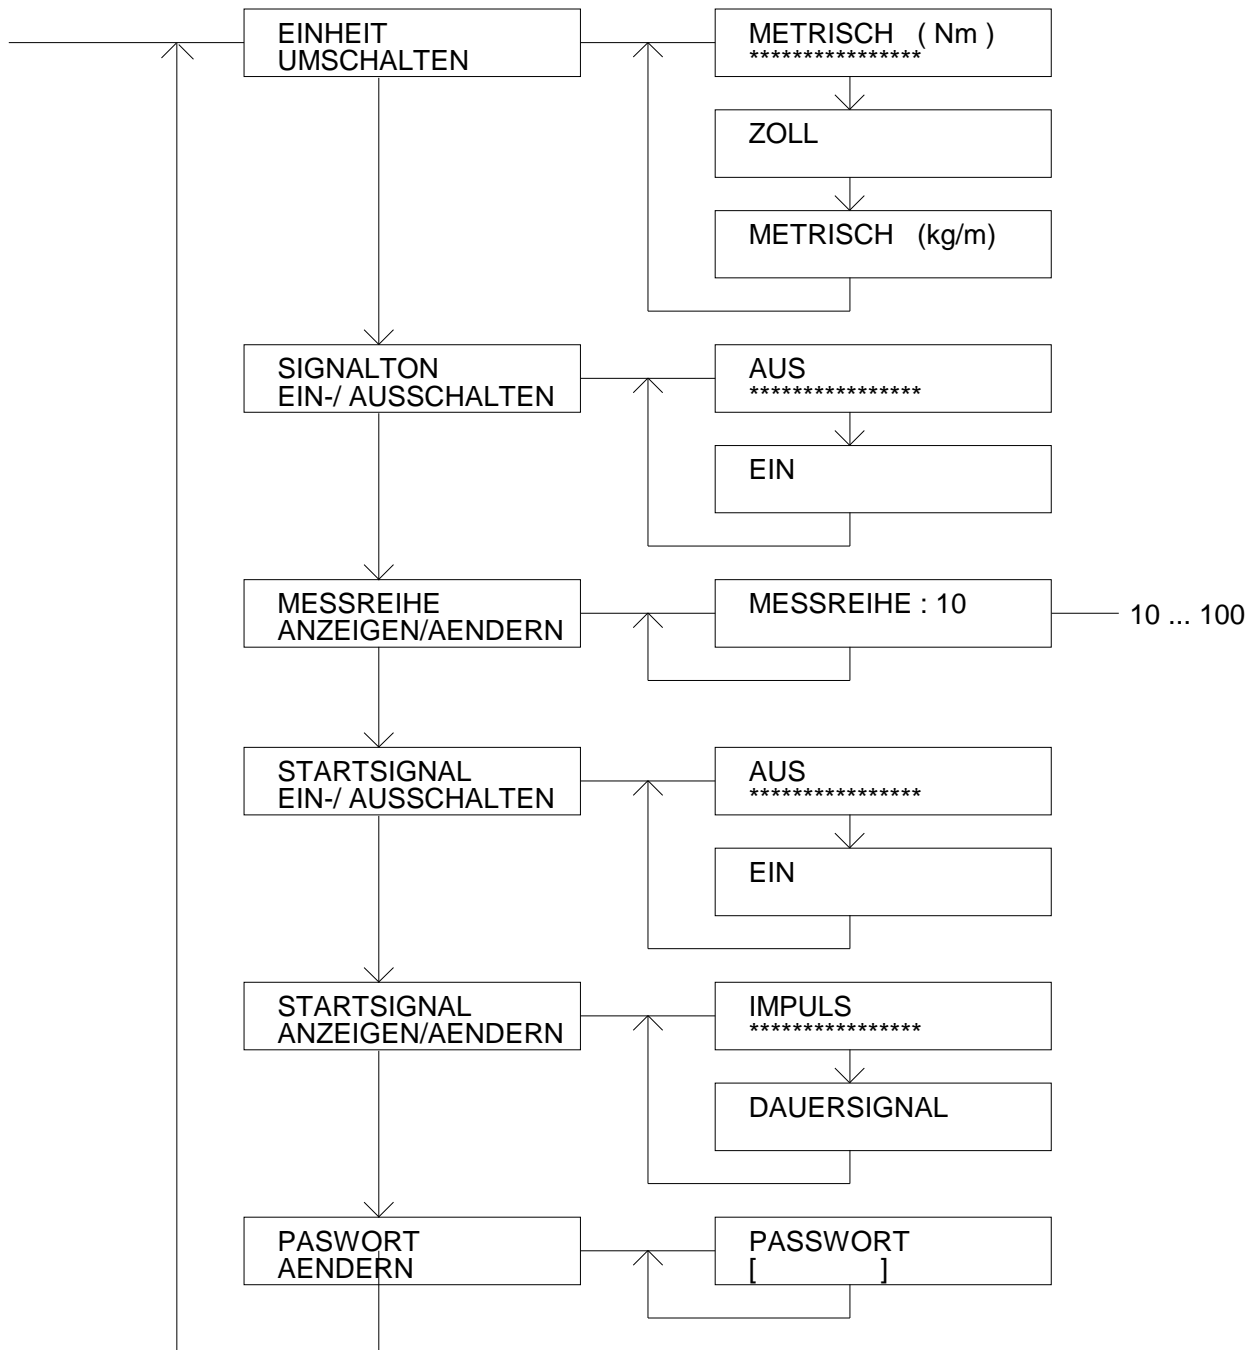 EINHEIT
UMSCHALTEN
METRISCH ( Nm )
****************
ZOLL
METRISCH (kg/m)
SIGNALTON
EIN-/ AUSSCHALTEN
AUS
****************
EIN
MESSREIHE
ANZEIGEN/AENDERN
MESSREIHE : 10
10 ... 100
STARTSIGNAL
EIN-/ AUSSCHALTEN
AUS
****************
EIN
STARTSIGNAL
ANZEIGEN/AENDERN
IMPULS
****************
DAUERSIGNAL
PASWORT
AENDERN
PASSWORT
[ ]